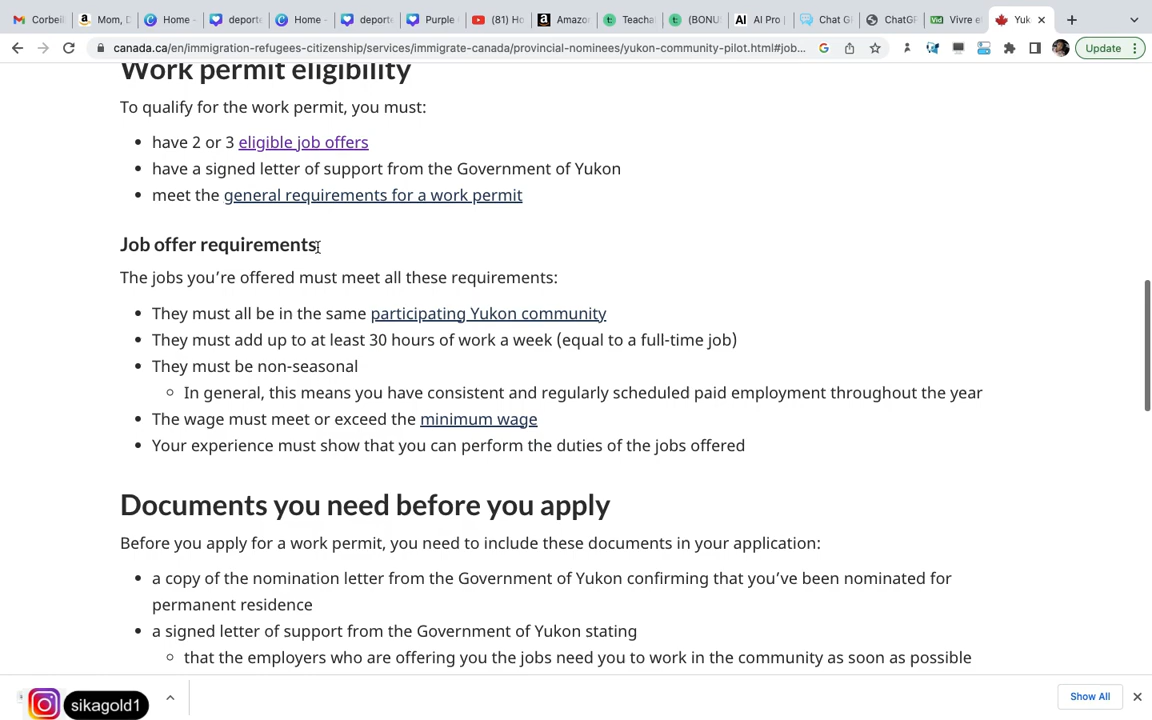 Corbeil
Mom, D
Home -
deporte
Home -
deporte
Purple
(81) Ho
Amazo
Teacha
(BONU
AI Pro |
Chat G
ChatGF
Vivre e
Yuk
canada.ca/en/immigration-refugees-citizenship/services/immigrate-canada/provincial-nominees/yukon-community-pilot.html#job...
Update
Work permit eligibility
To qualify for the work permit, you must:
have 2 or 3 eligible job offers
have a signed letter of support from the Government of Yukon
meet the general requirements for a work permit
Job offer requirements
The jobs you’re offered must meet all these requirements:
They must all be in the same participating Yukon community
They must add up to at least 30 hours of work a week (equal to a full-time job)
They must be non-seasonal
In general, this means you have consistent and regularly scheduled paid employment throughout the year
The wage must meet or exceed the minimum wage
Your experience must show that you can perform the duties of the jobs offered
Documents you need before you apply
Before you apply for a work permit, you need to include these documents in your application:
a copy of the nomination letter from the Government of Yukon confirming that you’ve been nominated for
permanent residence
a signed letter of support from the Government of Yukon stating
that the employers who are offering you the jobs need you to work in the community as soon as possible
sikagold1
Show All